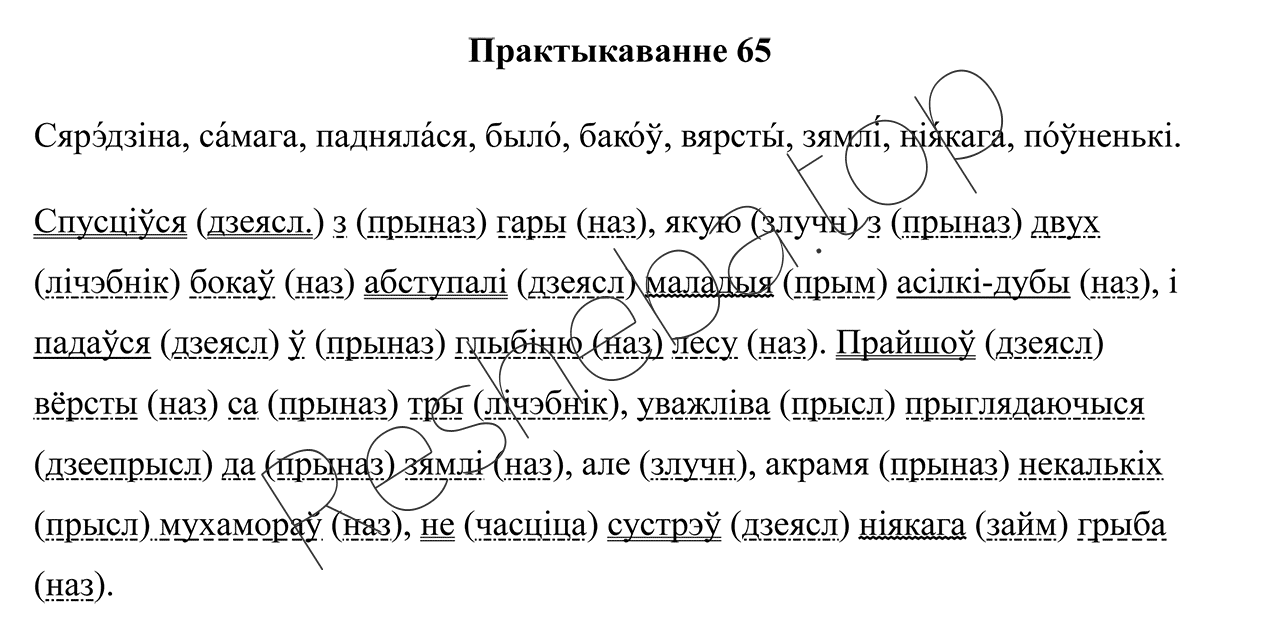 Практыкаванне 65
Сярэ́дзіна, са́мага, паднялáся, было́, бако́ў, вярсты́, зямлі́, нія́кага, по́ўненькі.
Спусціўся (дзеясл.) з (прыназ) гары (наз), якую (злучн) з (прыназ) двух
(лічэбнік) бокаў (наз) абступалі (дзеясл) маладыя (прым) асілкі-дубы (наз), і
падаўся (дзеясл) ў (прыназ) глыбіню (наз) лесу (наз). Прайшоў (дзеясл)
вёрсты (наз) са (прыназ) тры (лічэбнік), уважліва (прысл) прыглядаючыся
(дзеепрысл) да (прыназ) зямлі (наз), але (злучн), акрамя (прыназ) некалькіх
(прысл) мухамораў (наз), не (часціца) сустрэў (дзеясл) ніякага (займ) грыба
(наз).
Resheba.top